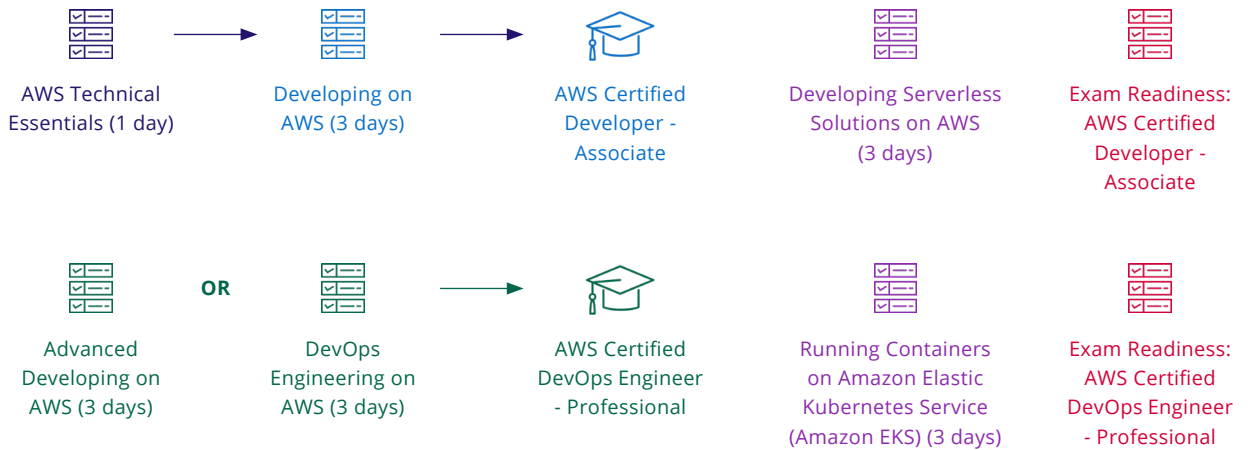 AWS Technical
Essentials (1 day)
Developing on
AWS (3 days)
AWS Certified
Developer -
Associate
Developing Serverless
Solutions on AWS
(3 days)
Exam Readiness:
AWS Certified
Developer -
Associate
Advanced
Developing on
AWS (3 days)
OR
DevOps
Engineering on
AWS (3 days)
AWS Certified
DevOps Engineer
- Professional
Running Containers
on Amazon Elastic
Kubernetes Service
(Amazon EKS) (3 days)
Exam Readiness:
AWS Certified
DevOps Engineer
- Professional